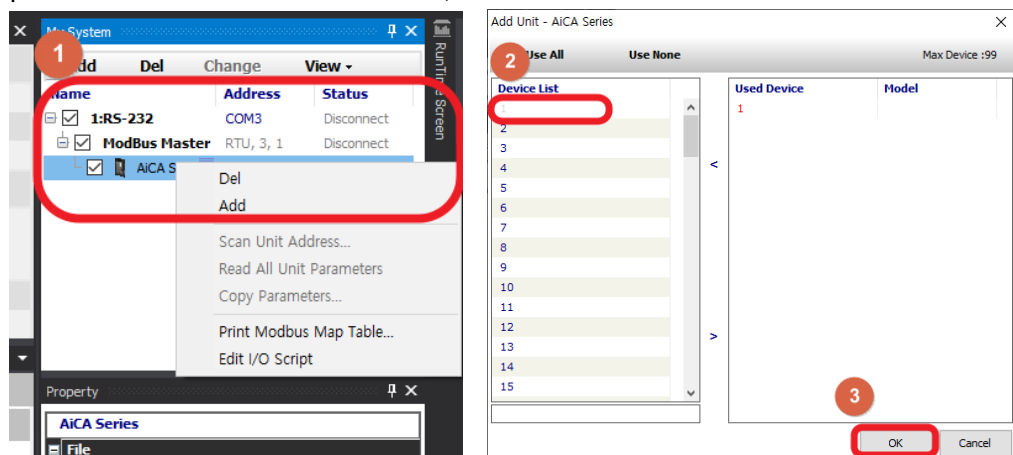 My System
1
Add Del Change View
Name Address Status
1:RS-232 COM3 Disconnect
ModBus Master RTU, 3, 1 Disconnect
AiCA S
Del
Add
Scan Unit Address...
Read All Unit Parameters
Copy Parameters...
Print Modbus Map Table...
Edit I/O Script
RunTime Screen
Property
AiCA Series
File
Add Unit - AiCA Series
2
Use All Use None Max Device :99
Device List
1
2
3
4
5
6
7
8
9
10
11
12
13
14
15
<
>
Used Device Model
1
3
OK Cancel